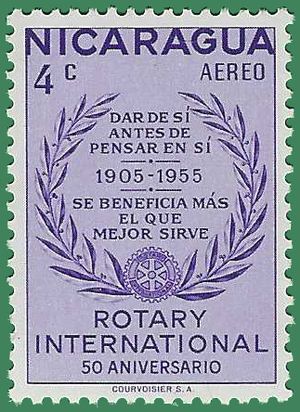 NICARAGUA
4 C AEREO
DAR DE SÍ
ANTES DE
PENSAR EN SÍ
1905-1955
SE BENEFICIA MÁS
EL QUE
MEJOR SIRVE
ROTARY
INTERNATIONAL
50 ANIVERSARIO
COURVOISIER S.A.